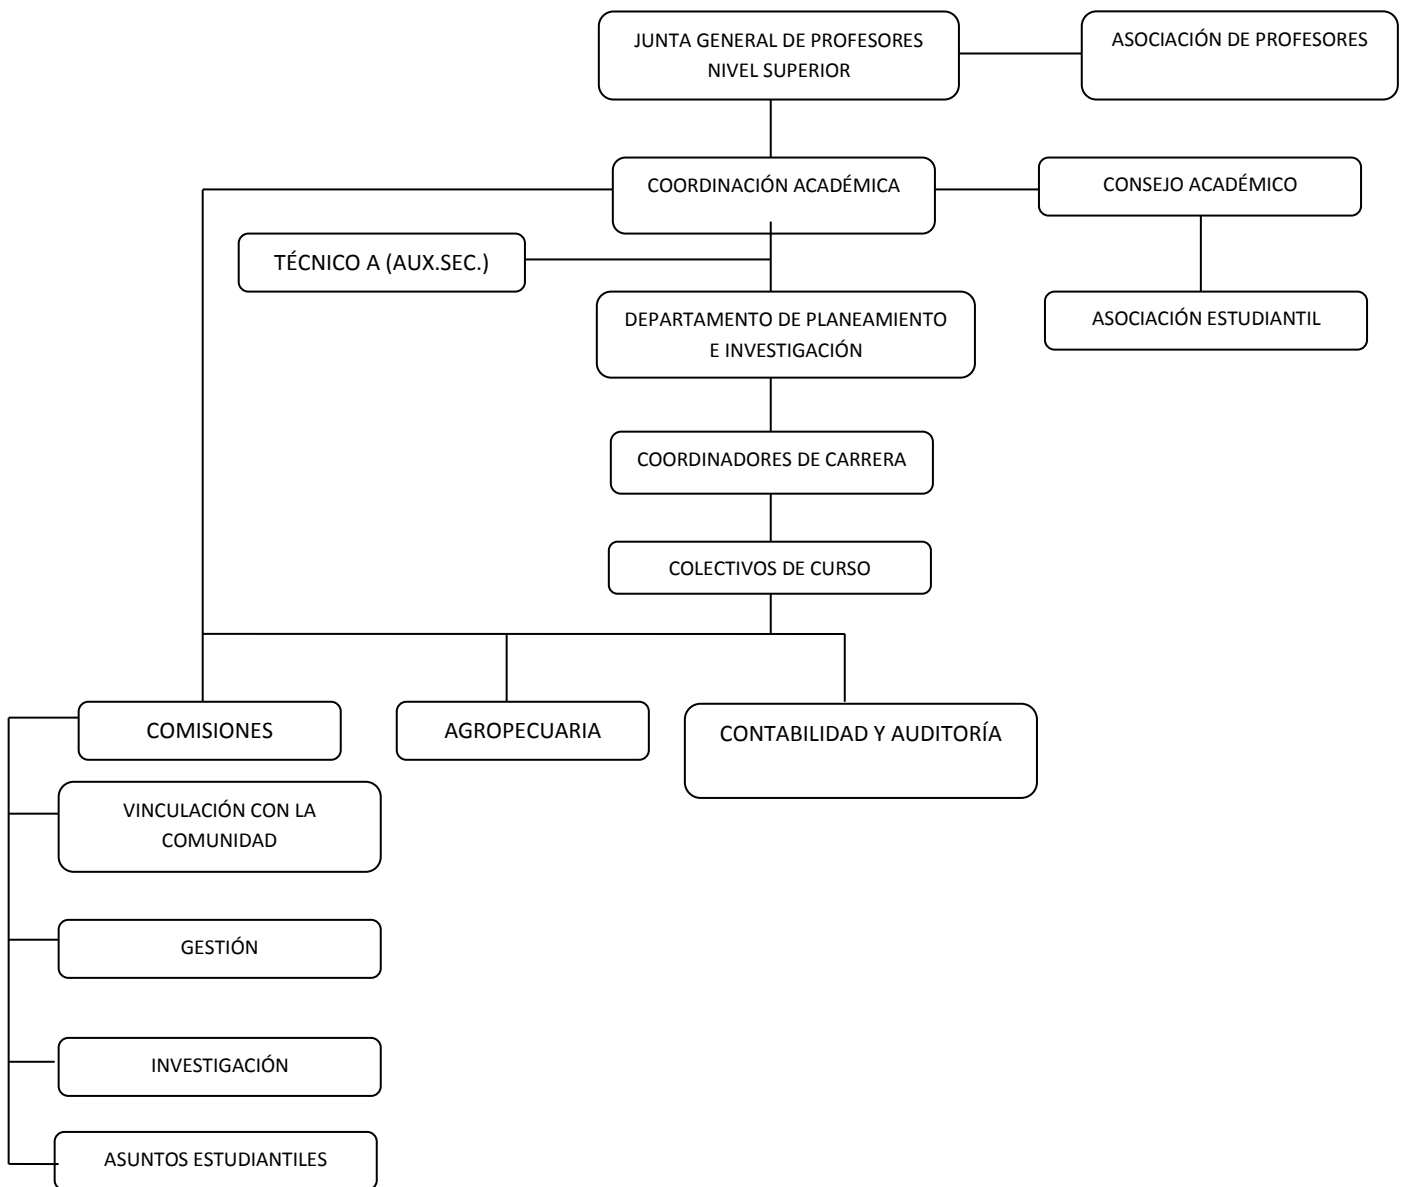 JUNTA GENERAL DE PROFESORES
NIVEL SUPERIOR
ASOCIACIÓN DE PROFESORES
COORDINACIÓN ACADÉMICA
CONSEJO ACADÉMICO
TÉCNICO A (AUX.SEC.)
DEPARTAMENTO DE PLANEAMIENTO
E INVESTIGACIÓN
ASOCIACIÓN ESTUDIANTIL
COORDINADORES DE CARRERA
COLECTIVOS DE CURSO
COMISIONES
AGROPECUARIA
CONTABILIDAD Y AUDITORÍA
VINCULACIÓN CON LA
COMUNIDAD
GESTIÓN
INVESTIGACIÓN
ASUNTOS ESTUDIANTILES